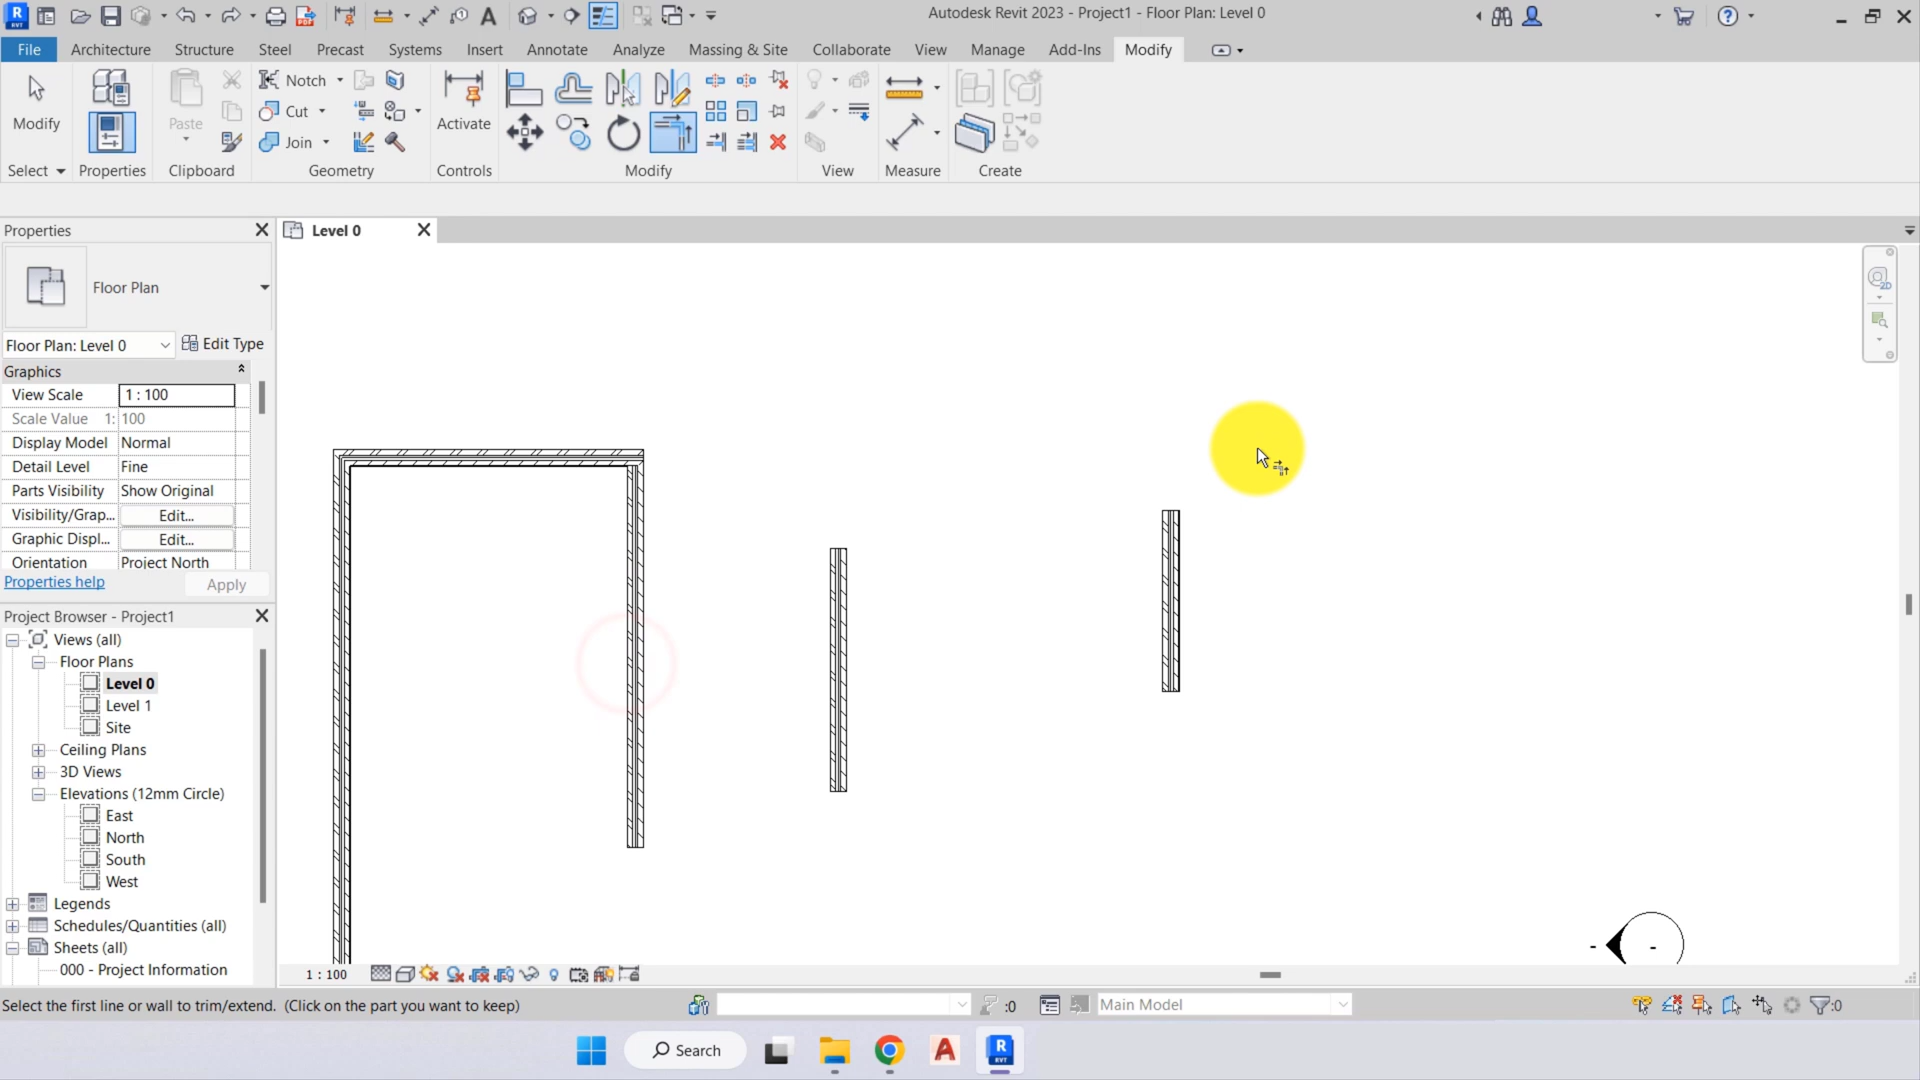 R
RVT
A
Autodesk Revit 2023 - Project1 - Floor Plan: Level 0
File
Architecture
Structure
Steel
Precast
Systems
Insert
Annotate
Analyze
Massing & Site
Collaborate
View
Manage
Add-Ins
Modify
Modify
Paste
Notch
Cut
Join
Activate
Select
Properties
Clipboard
Geometry
Controls
Modify
View
Measure
Create
Properties
Level 0
2D
Floor Plan
Floor Plan: Level 0
Edit Type
Graphics
View Scale 1 : 100
Scale Value 1: 100
Display Model Normal
Detail Level Fine
Parts Visibility Show Original
Visibility/Grap... Edit...
Graphic Displ... Edit...
Orientation Project North
Properties help
Apply
Project Browser - Project1
Views (all)
Floor Plans
Level 0
Level 1
Site
Ceiling Plans
3D Views
Elevations (12mm Circle)
East
North
South
West
Legends
Schedules/Quantities (all)
Sheets (all)
000 - Project Information
- -
1 : 100
Select the first line or wall to trim/extend. (Click on the part you want to keep)
:0
Main Model
:0
Search
A
R
RVT